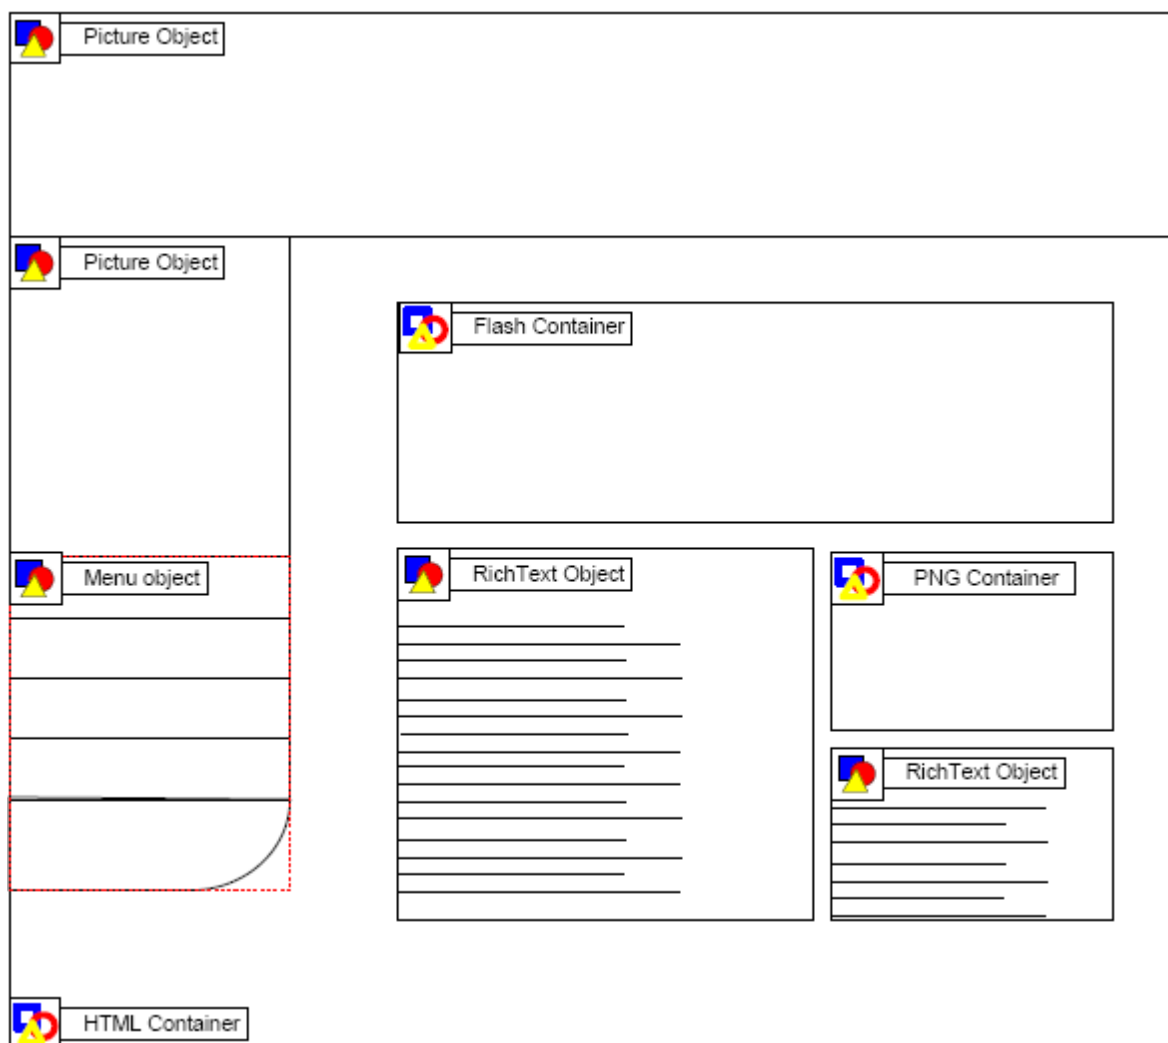 Picture Object
Picture Object
Flash Container
Menu object
RichText Object
PNG Container
RichText Object
HTML Container